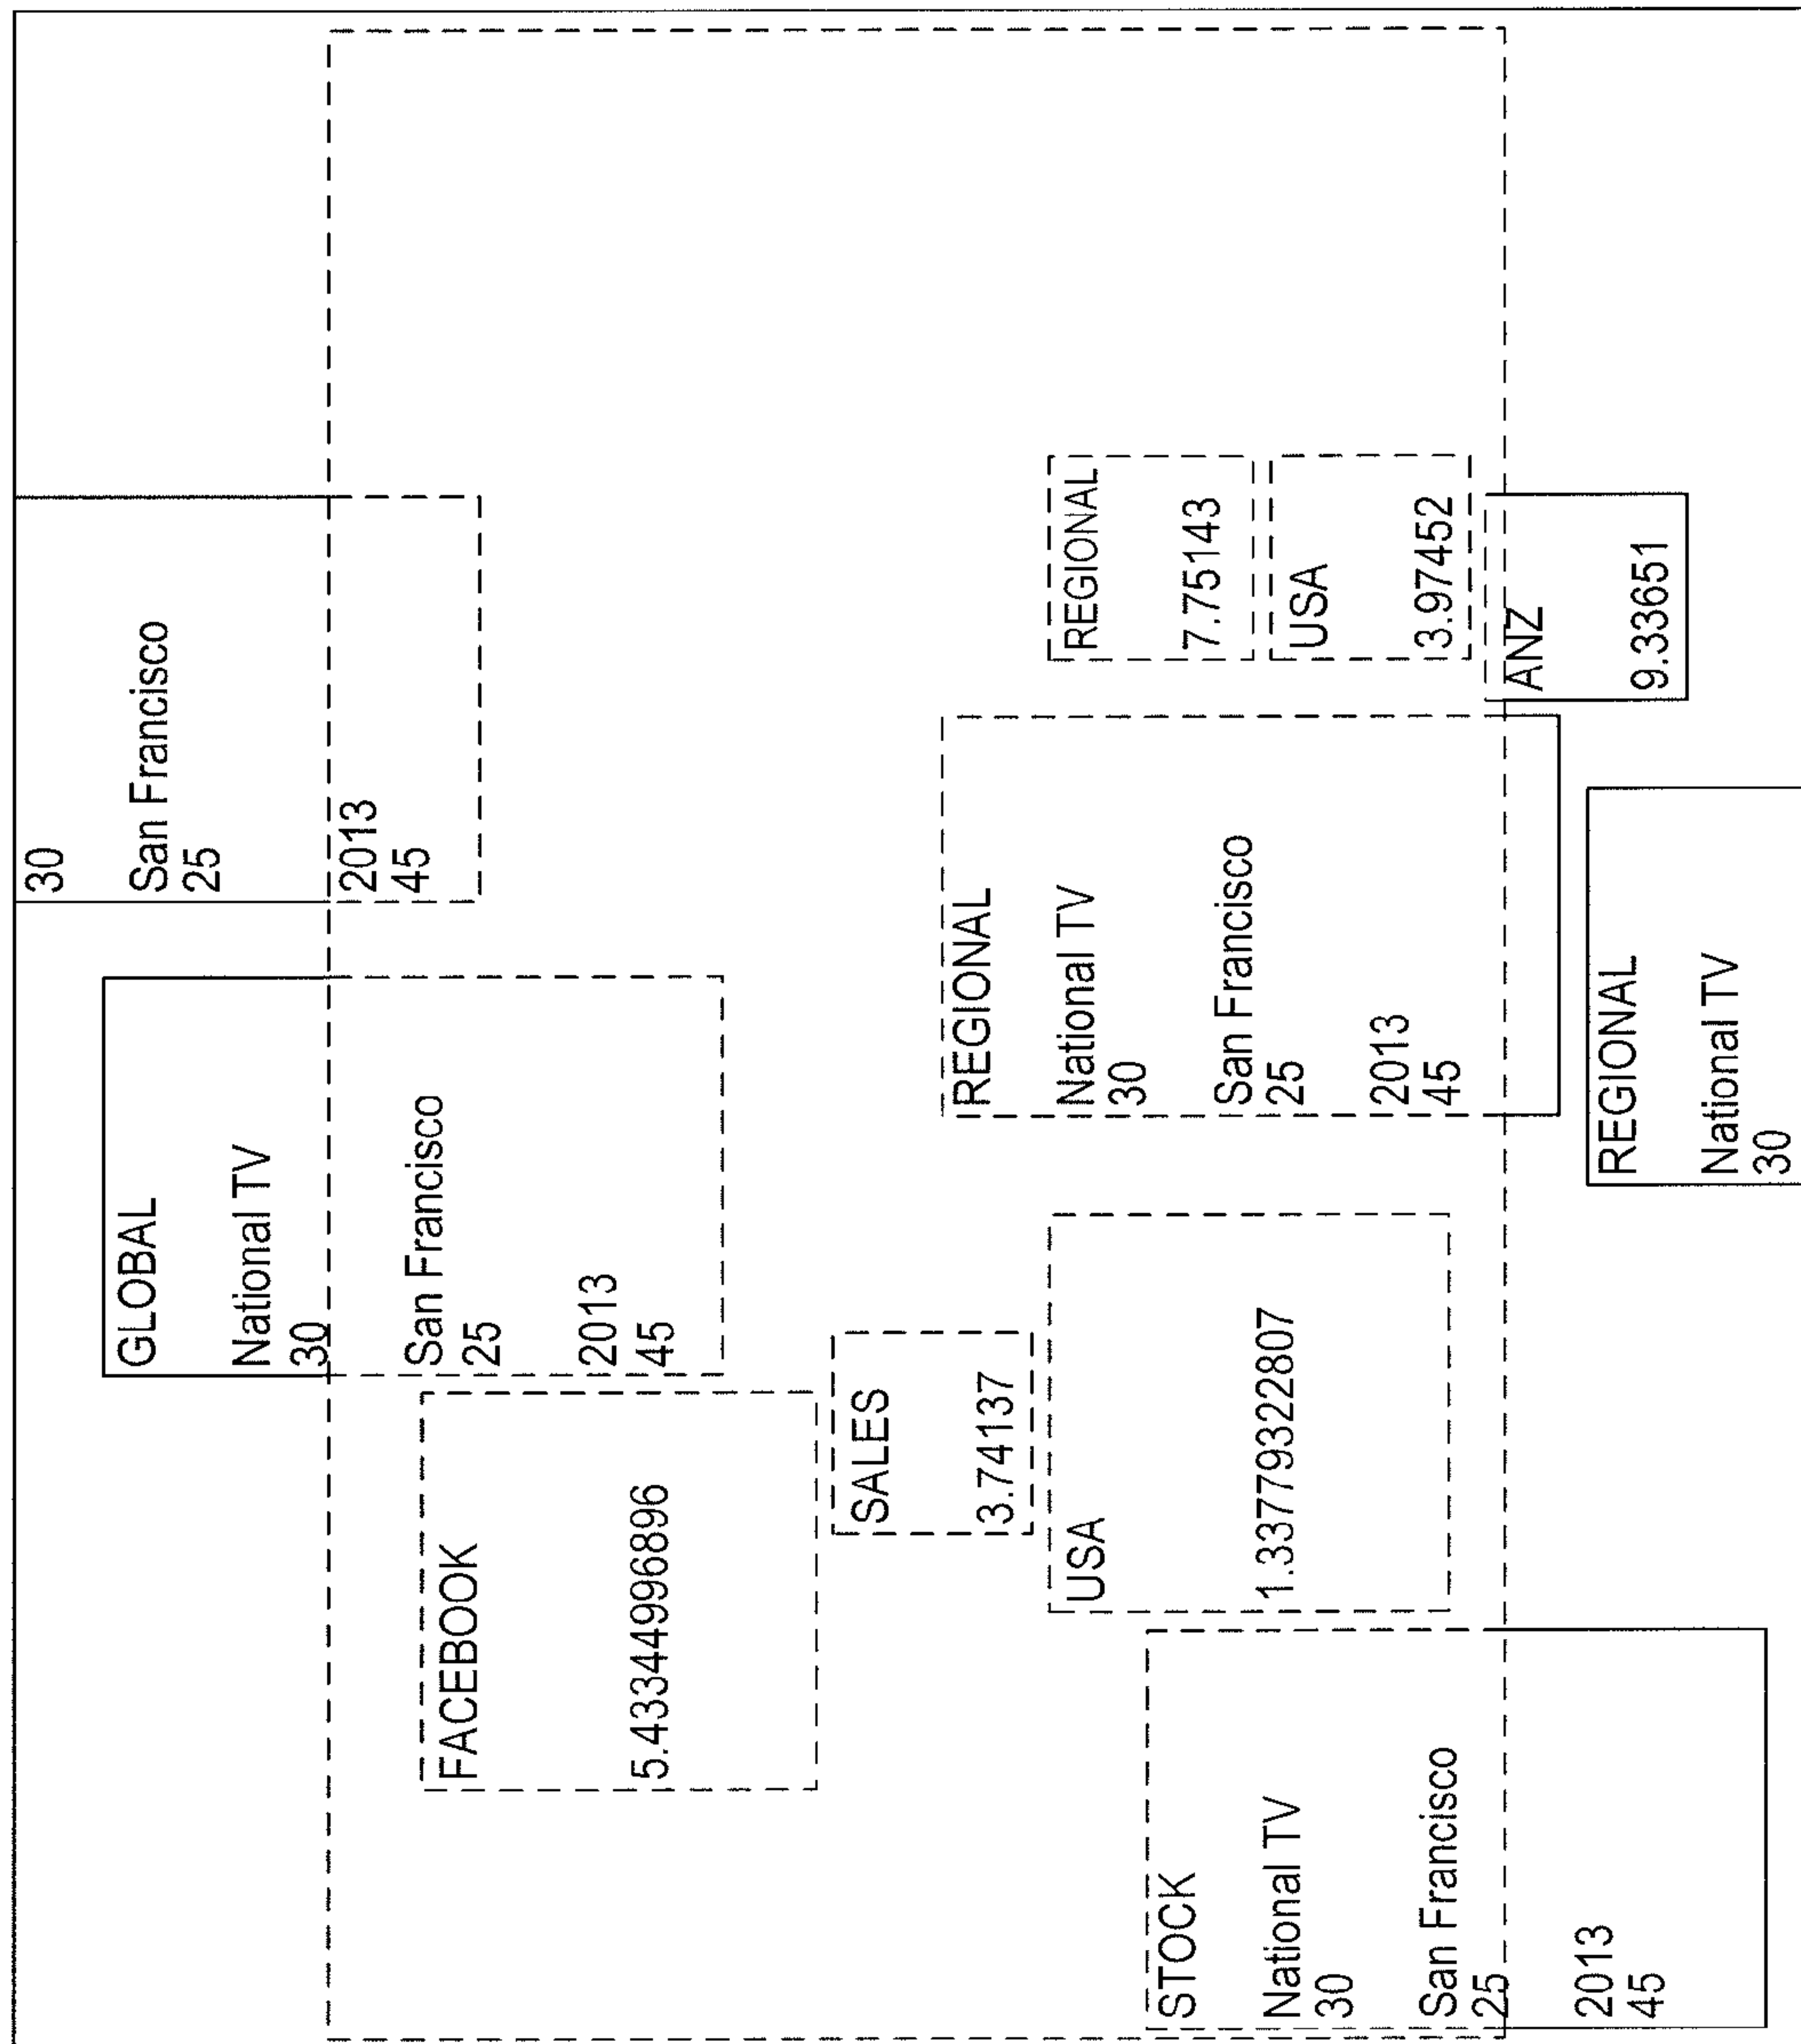 30
San Francisco
25
2013
45
GLOBAL
National TV
30
San Francisco
25
2013
45
FACEBOOK
5.43344996896
SALES
3.74137
USA
1.33779322807
STOCK
National TV
30
San Francisco
25
2013
45
REGIONAL
National TV
30
San Francisco
25
2013
45
REGIONAL
7.75143
USA
3.97452
ANZ
9.33651
REGIONAL
National TV
30